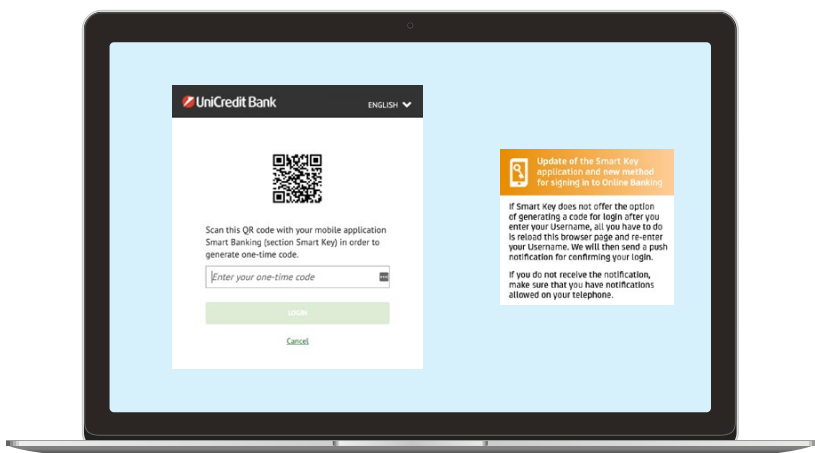 UniCredit Bank
ENGLISH
Scan this QR code with your mobile application
Smart Banking (section Smart Key) in order to
generate one-time code.
Enter your one-time code
LOGIN
Cancel
Update of the Smart Key
application and new method
for signing in to Online Banking
If Smart Key does not offer the option
of generating a code for login after you
enter your Username, all you have to do
is reload this browser page and re-enter
your Username. We will then send a push
notification for confirming your login.
If you do not receive the notification,
make sure that you have notifications
allowed on your telephone.